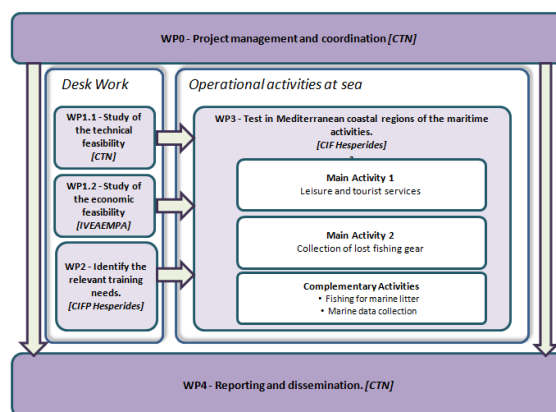 WP0 - Project management and coordination [CTN]
Desk Work
WP1.1 - Study of
the technical
feasibility
[CTN]
WP1.2 - Study of
the economic
feasibility
[IVEAEMPA]
WP2 - Identify the
relevant training
needs.
[CIFP Hesperides]
Operational activities at sea
WP3 - Test in Mediterranean coastal regions of the maritime
activities.
[CIF Hesperides]
Main Activity 1
Leisure and tourist services
Main Activity 2
Collection of lost fishing gear
Complementary Activities
• Fishing for marine litter
• Marine data collection
WP4 - Reporting and dissemination. [CTN]